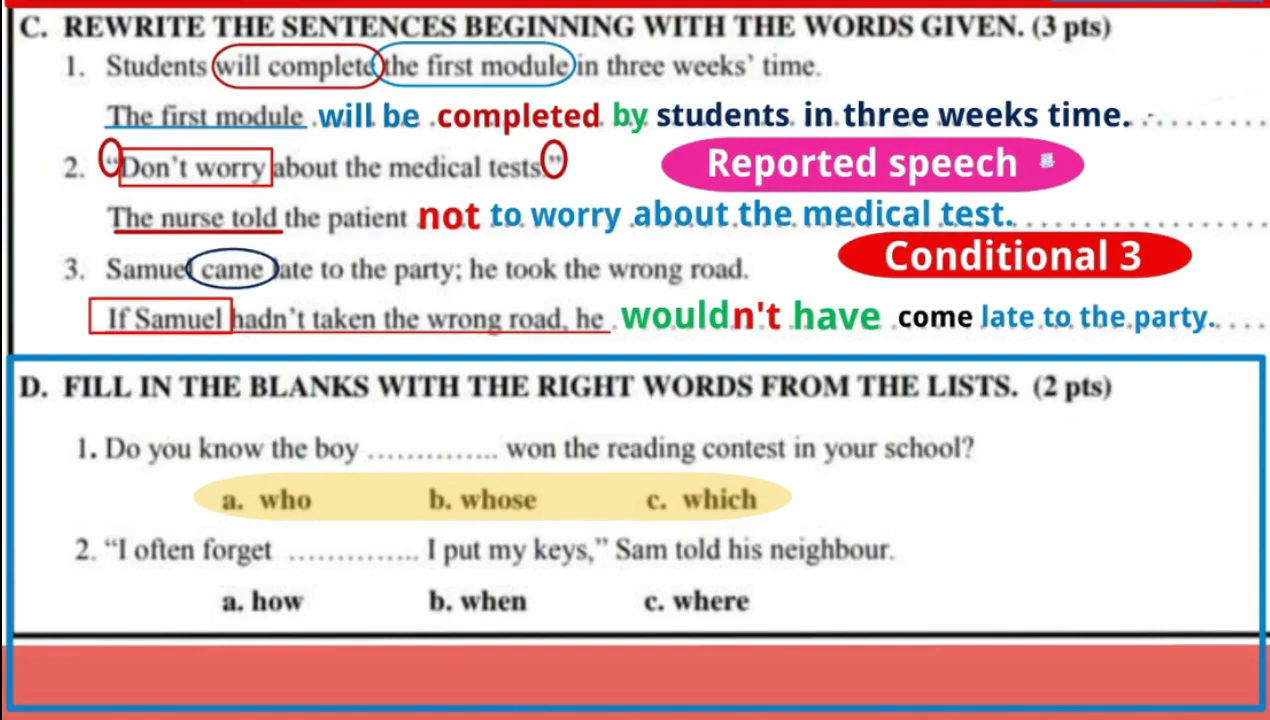 C. REWRITE THE SENTENCES BEGINNING WITH THE WORDS GIVEN. (3 pts)
1. Students will complete the first module in three weeks’ time.
The first module will be completed by students in three weeks time.
2. “Don’t worry about the medical tests.”
Reported speech
The nurse told the patient not to worry about the medical test.
Conditional 3
3. Samuel came late to the party; he took the wrong road.
If Samuel hadn’t taken the wrong road, he wouldn't have come late to the party.
D. FILL IN THE BLANKS WITH THE RIGHT WORDS FROM THE LISTS. (2 pts)
1. Do you know the boy .............. won the reading contest in your school?
a. who b. whose c. which
2. “I often forget .............. I put my keys,” Sam told his neighbour.
a. how b. when c. where